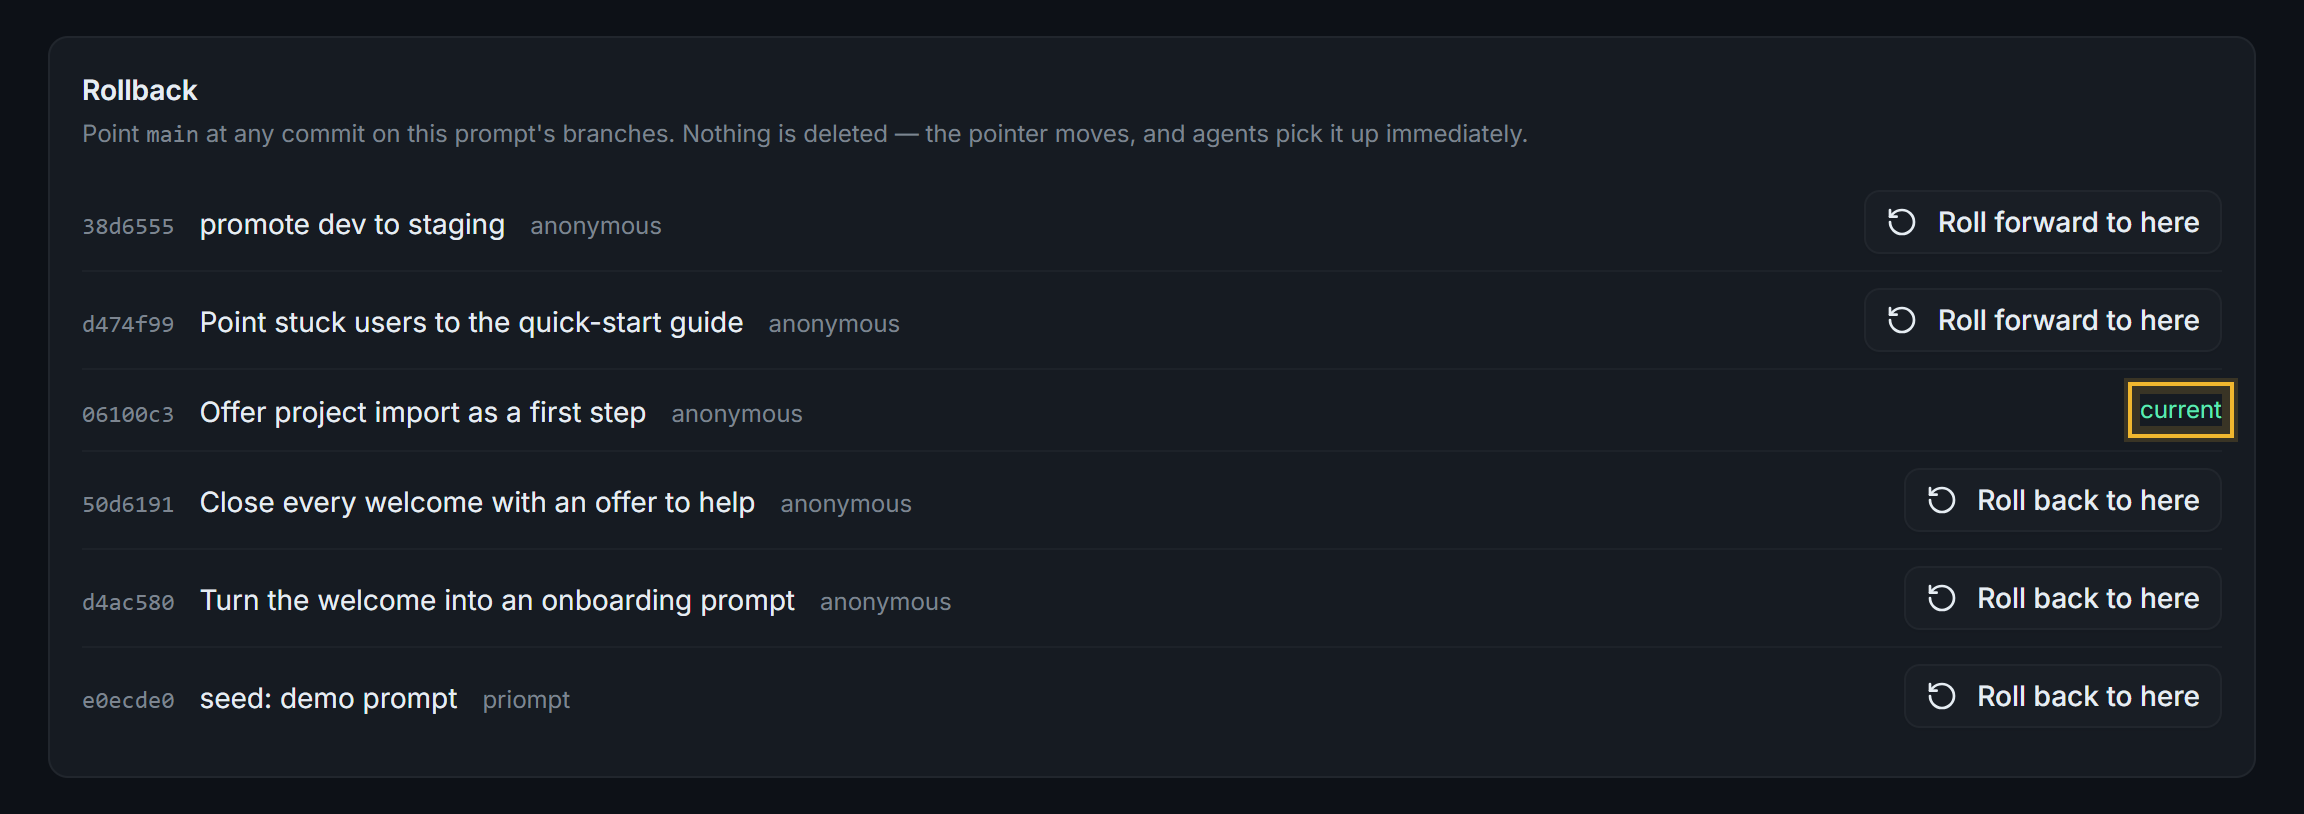 Rollback
Point main at any commit on this prompt's branches. Nothing is deleted — the pointer moves, and agents pick it up immediately.
38d6555 promote dev to staging anonymous Roll forward to here
d474f99 Point stuck users to the quick-start guide anonymous Roll forward to here
06100c3 Offer project import as a first step anonymous current
50d6191 Close every welcome with an offer to help anonymous Roll back to here
d4ac580 Turn the welcome into an onboarding prompt anonymous Roll back to here
e0ecde0 seed: demo prompt priompt Roll back to here